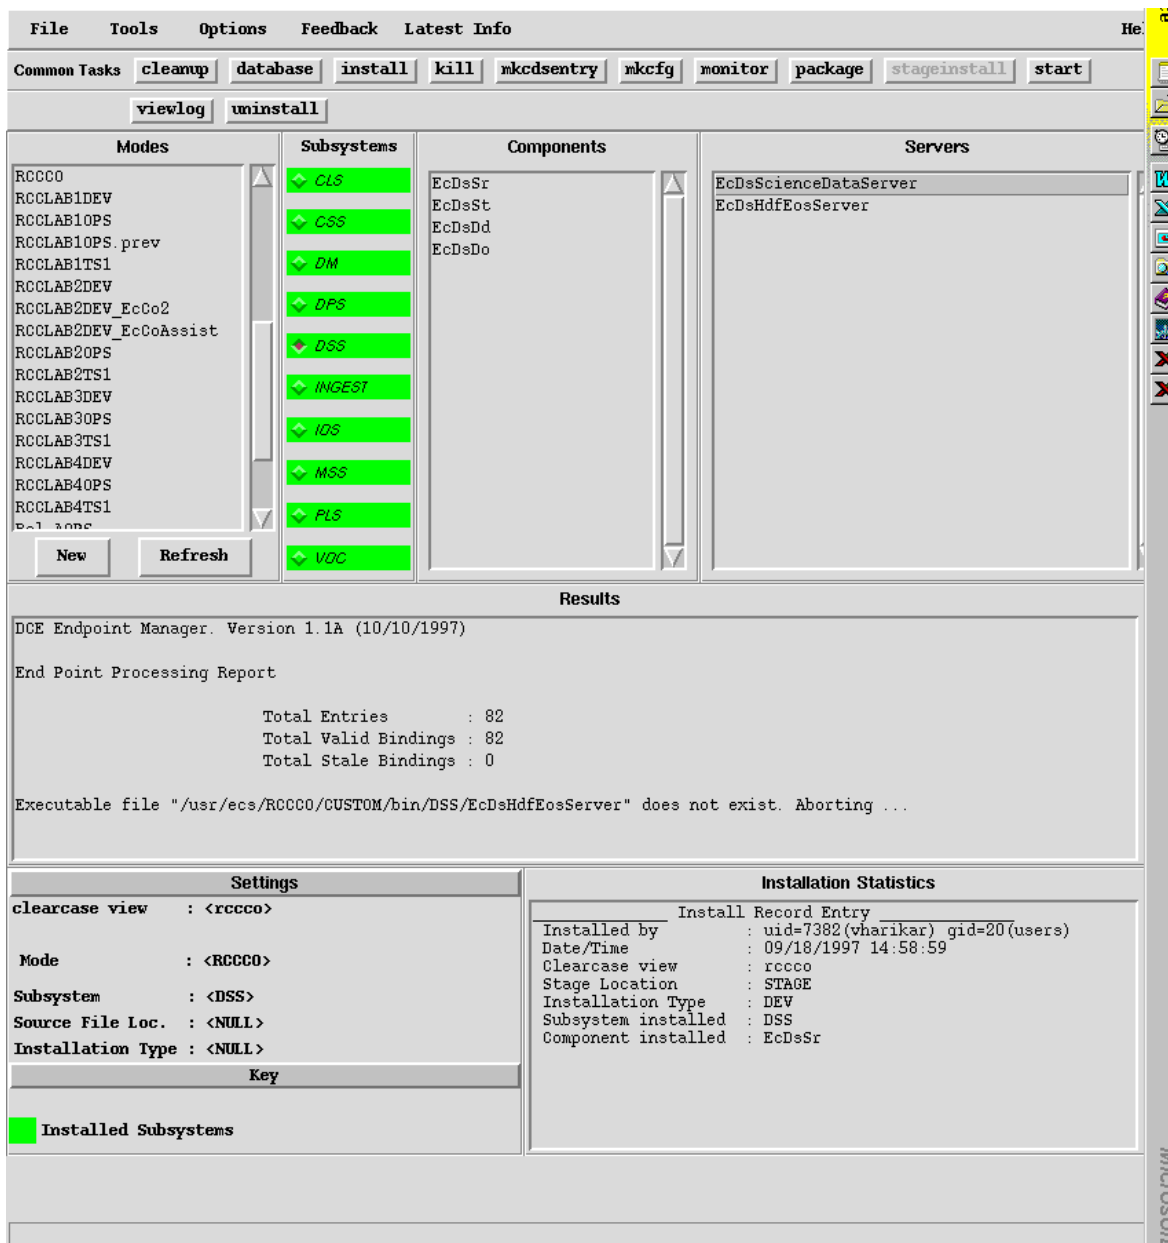 File Tools Options Feedback Latest Info Hel
Common Tasks cleanup database install kill mkcdsentry mkcfg monitor package stageinstall start
viewlog uninstall
Modes
RCCCO
RCCLAB1DEV
RCCLAB1OPS
RCCLAB1OPS.prev
RCCLAB1TS1
RCCLAB2DEV
RCCLAB2DEV_EcCo2
RCCLAB2DEV_EcCoAssist
RCCLAB2OPS
RCCLAB2TS1
RCCLAB3DEV
RCCLAB3OPS
RCCLAB3TS1
RCCLAB4DEV
RCCLAB4OPS
RCCLAB4TS1
Rel_AOPS
New Refresh
Subsystems
CLS
CSS
DM
DPS
DSS
INGEST
IOS
MSS
PLS
VOC
Components
EcDsSr
EcDsSt
EcDsDd
EcDsDo
Servers
EcDsScienceDataServer
EcDsHdfEosServer
Results
DCE Endpoint Manager. Version 1.1A (10/10/1997)
End Point Processing Report
Total Entries : 82
Total Valid Bindings : 82
Total Stale Bindings : 0
Executable file "/usr/ecs/RCCCO/CUSTOM/bin/DSS/EcDsHdfEosServer" does not exist. Aborting ...
Settings
clearcase view : <rccco>
Mode : <RCCCO>
Subsystem : <DSS>
Source File Loc. : <NULL>
Installation Type : <NULL>
Key
Installed Subsystems
Installation Statistics
____________ Install Record Entry ____________
Installed by : uid=7382(vharikar) gid=20(users)
Date/Time : 09/18/1997 14:58:59
Clearcase view : rccco
Stage Location : STAGE
Installation Type : DEV
Subsystem installed : DSS
Component installed : EcDsSr